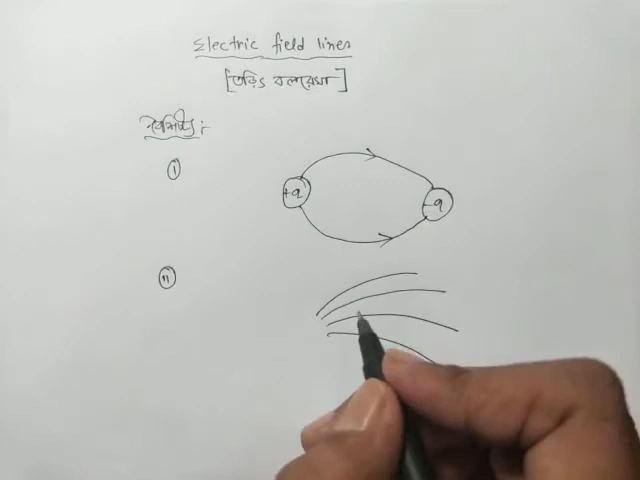 Electric field lines
[তড়িৎ বলরেখা]
বৈশিষ্ট্য :-
i
+q
-q
ii